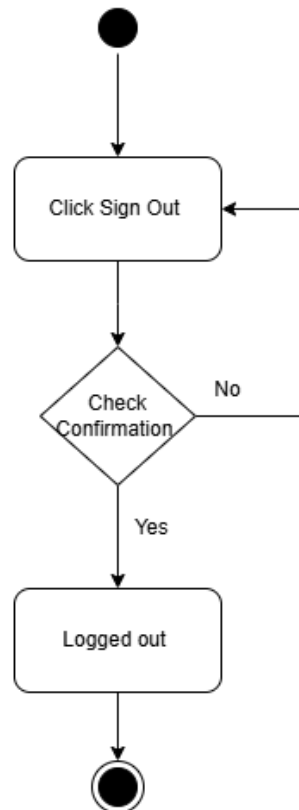 Click Sign Out
Check
Confirmation
No
Yes
Logged out